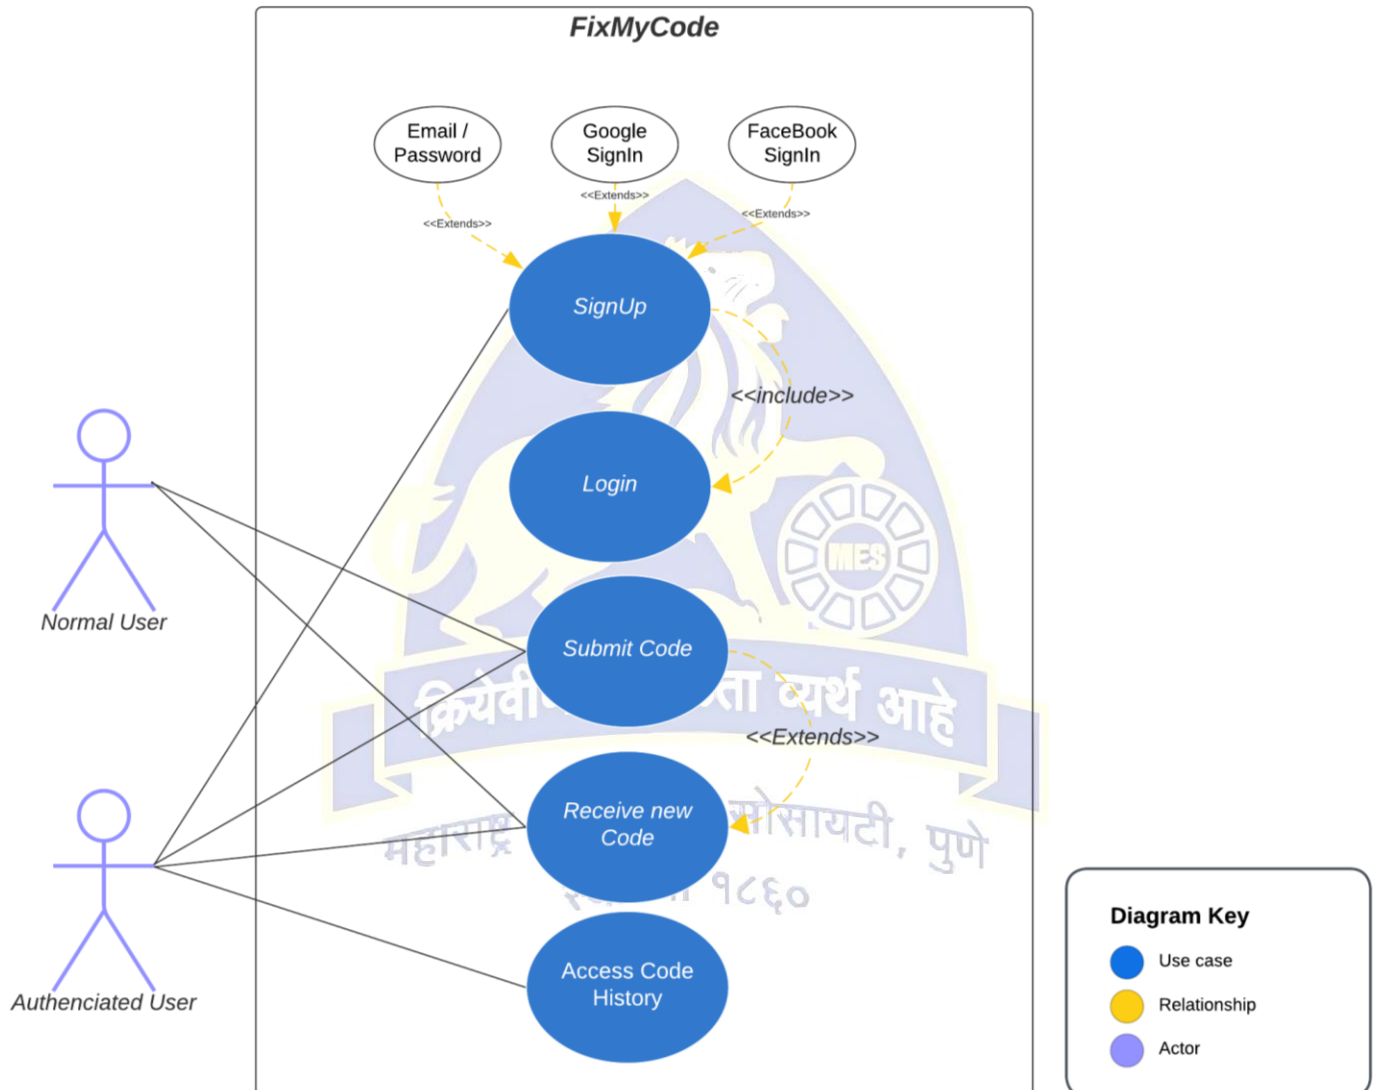 FixMyCode
Email /
Password
Google
SignIn
FaceBook
SignIn
<<Extends>>
<<Extends>>
<<Extends>>
SignUp
<<include>>
Login
MES
Normal User
Submit Code
व्यर्थ आहे
<<Extends>>
Receive new
Code
महाराष्ट्र
सोसायटी, पुणे
१८६०
Access Code
History
Authenciated User
Diagram Key
Use case
Relationship
Actor